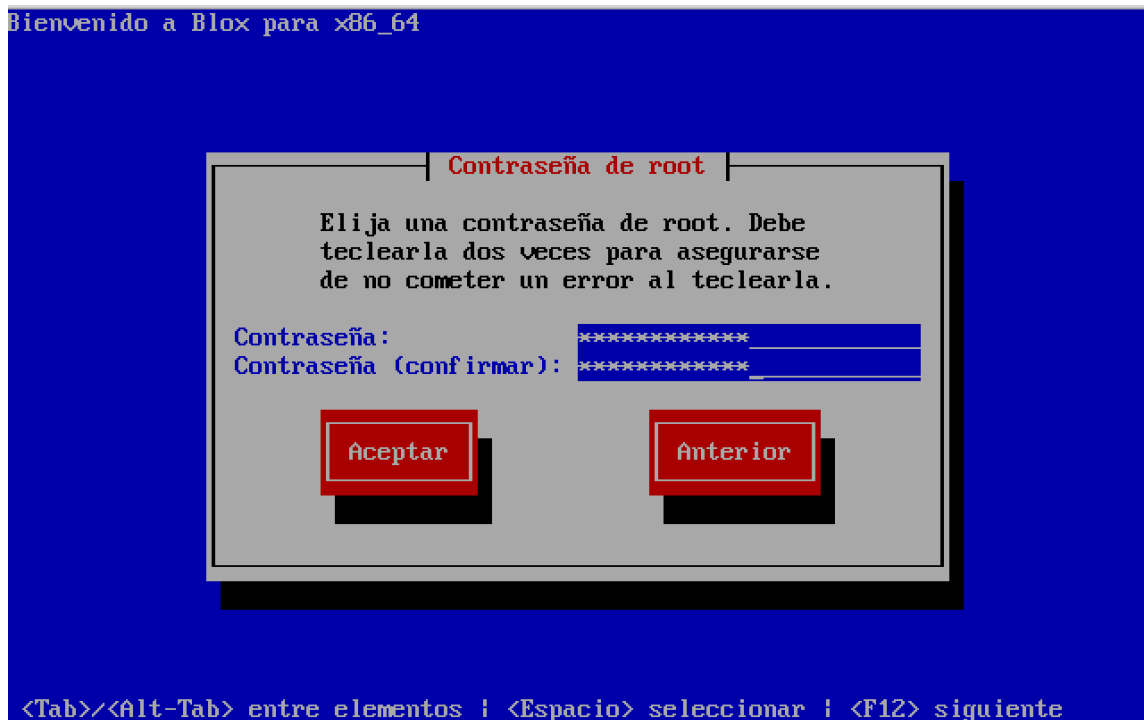 Bienvenido a Blox para x86_64
Contraseña de root
Elija una contraseña de root. Debe
teclearla dos veces para asegurarse
de no cometer un error al teclearla.
Contraseña: ************
Contraseña (confirmar): ************
Aceptar Anterior
<Tab>/<Alt-Tab> entre elementos | <Espacio> seleccionar | <F12> siguiente